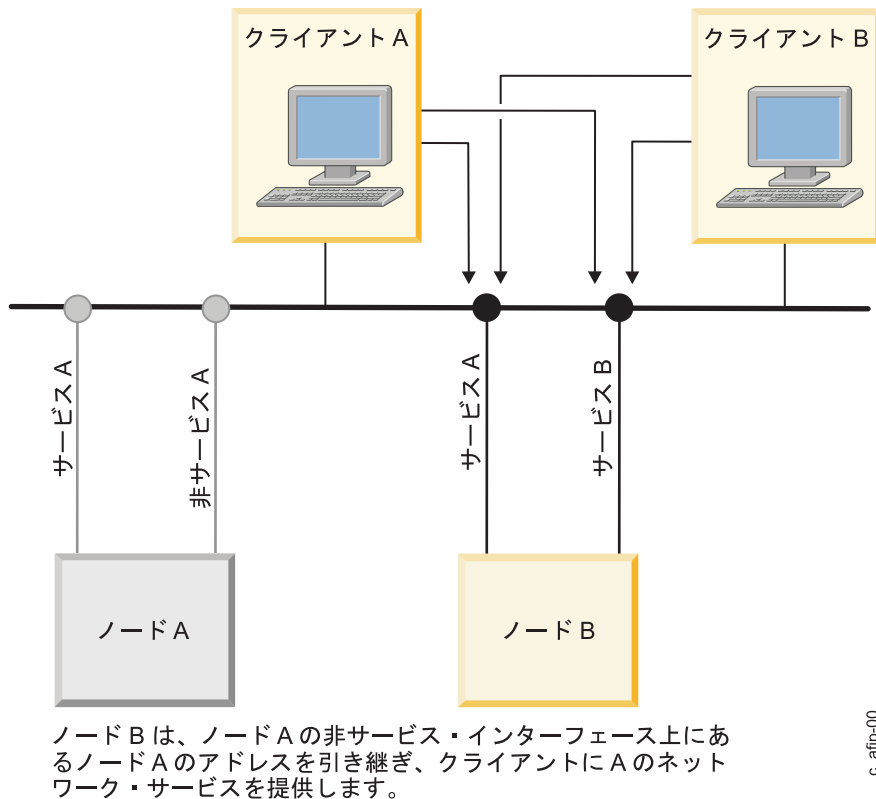 クライアント A
クライアント B
サービス A
非サービス A
サービス A
サービス B
ノード A
ノード B
ノード B は、ノード A の非サービス・インターフェース上にあ
るノード A のアドレスを引き継ぎ、クライアントに A のネット
ワーク・サービスを提供します。